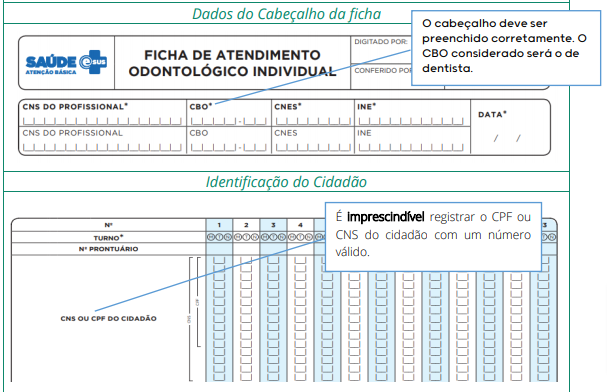 Dados do Cabeçalho da ficha
O cabeçalho deve ser
preenchido corretamente. O
CBO considerado será o de
dentista.
SAÚDE e SUS
ATENÇÃO BÁSICA
FICHA DE ATENDIMENTO
ODONTOLÓGICO INDIVIDUAL
DIGITADO POR:
CONFERIDO POR
CNS DO PROFISSIONAL* CBO* CNES* INE* DATA*
CNS DO PROFISSIONAL CBO CNES INE / /
Identificação do Cidadão
É imprescindível registrar o CPF ou
CNS do cidadão com um número
válido.
Nº 1 2 3 4 3
TURNO* M T N M T N M T N M T N
Nº PRONTUÁRIO
CNS OU CPF DO CIDADÃO
CNS CPF